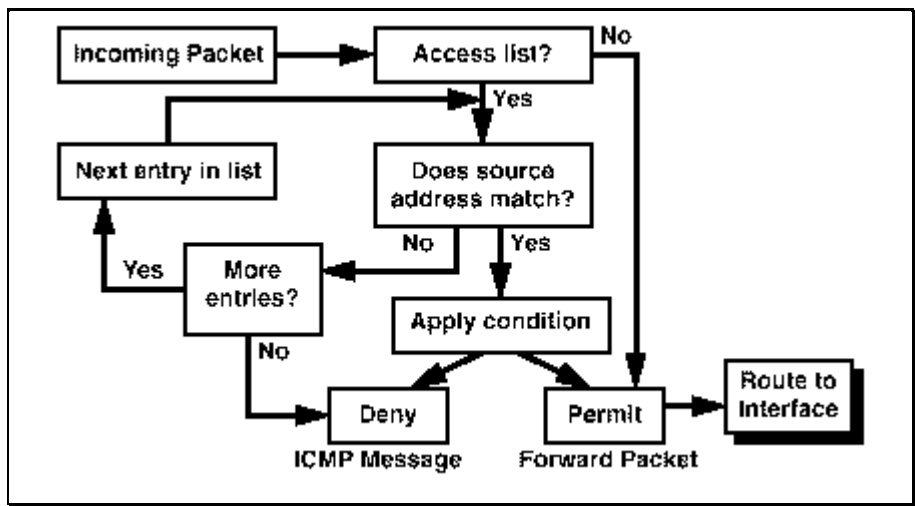 Incoming Packet
Access list?
No
Yes
Next entry in list
Does source
address match?
No
Yes
Yes
More
entries?
Apply condition
No
Deny
Permit
Route to
Interface
ICMP Message
Forward Packet